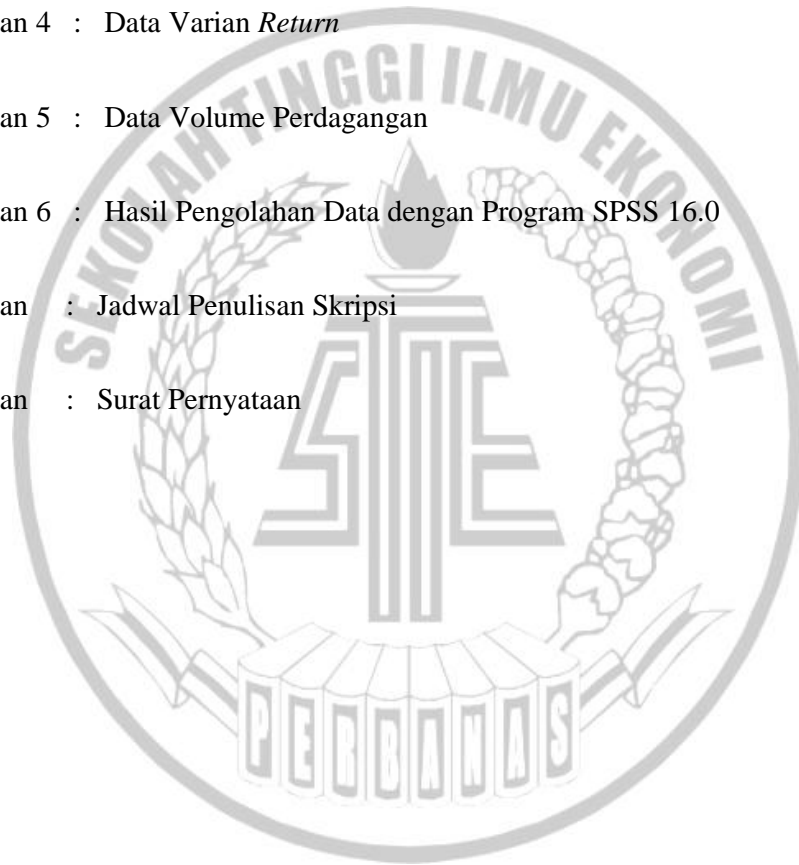 an 4 : Data Varian Return
an 5 : Data Volume Perdagangan
an 6 : Hasil Pengolahan Data dengan Program SPSS 16.0
an : Jadwal Penulisan Skripsi
an : Surat Pernyataan
SEKOLAH TINGGI ILMU EKONOMI
STIE
PERBANAS